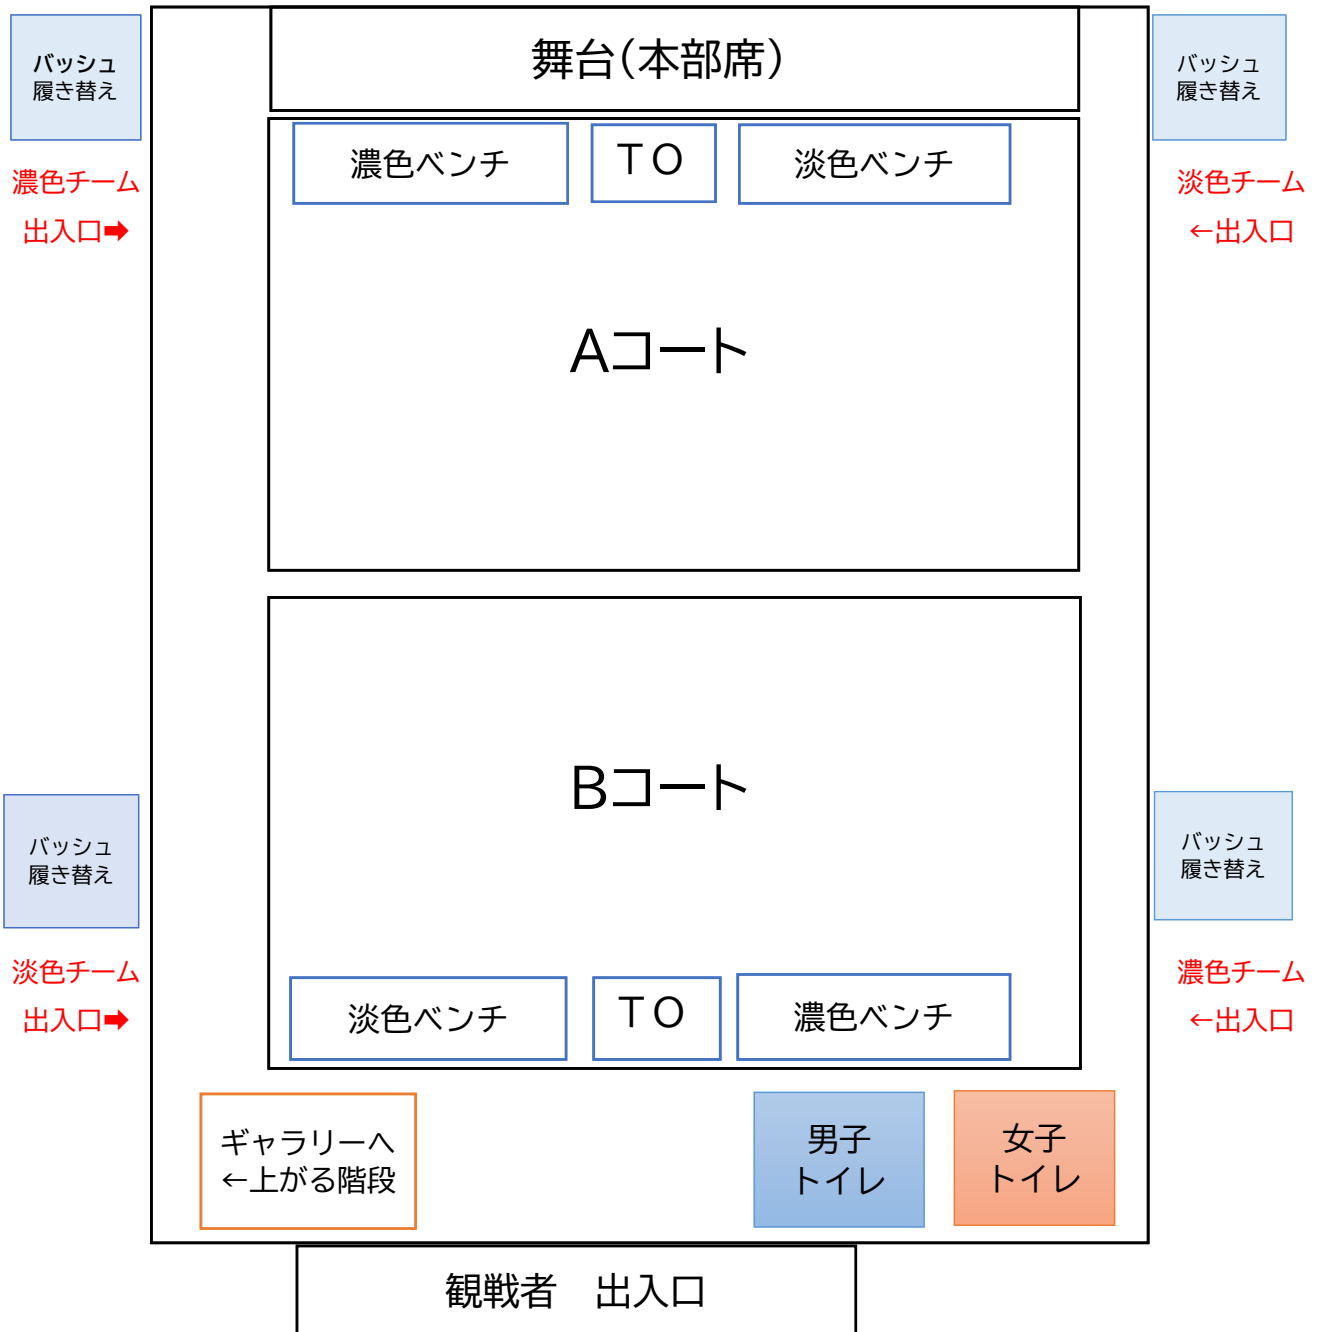 舞台(本部席)
バッシュ
履き替え
バッシュ
履き替え
濃色ベンチ
TO
淡色ベンチ
濃色チーム
出入口➡
淡色チーム
←出入口
Aコート
Bコート
バッシュ
履き替え
バッシュ
履き替え
淡色チーム
出入口➡
濃色チーム
←出入口
淡色ベンチ
TO
濃色ベンチ
ギャラリーへ
←上がる階段
男子
トイレ
女子
トイレ
観戦者　出入口